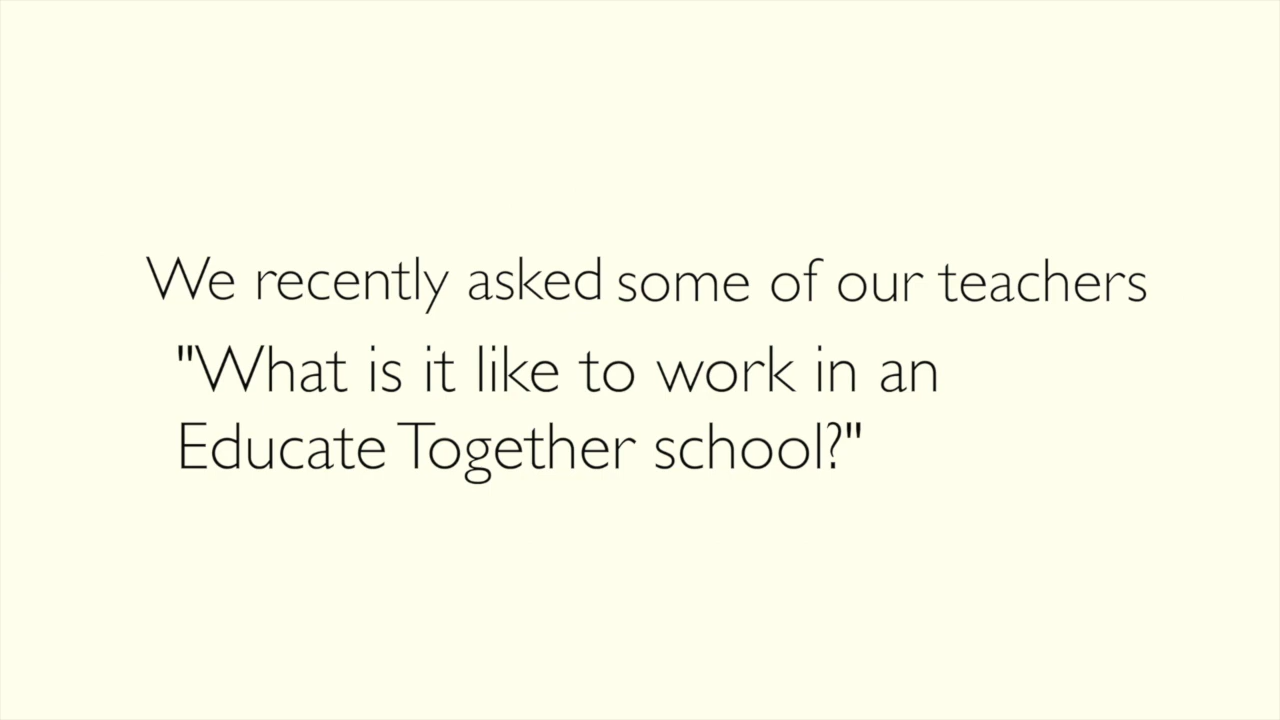 We recently asked some of our teachers
"What is it like to work in an
Educate Together school?"